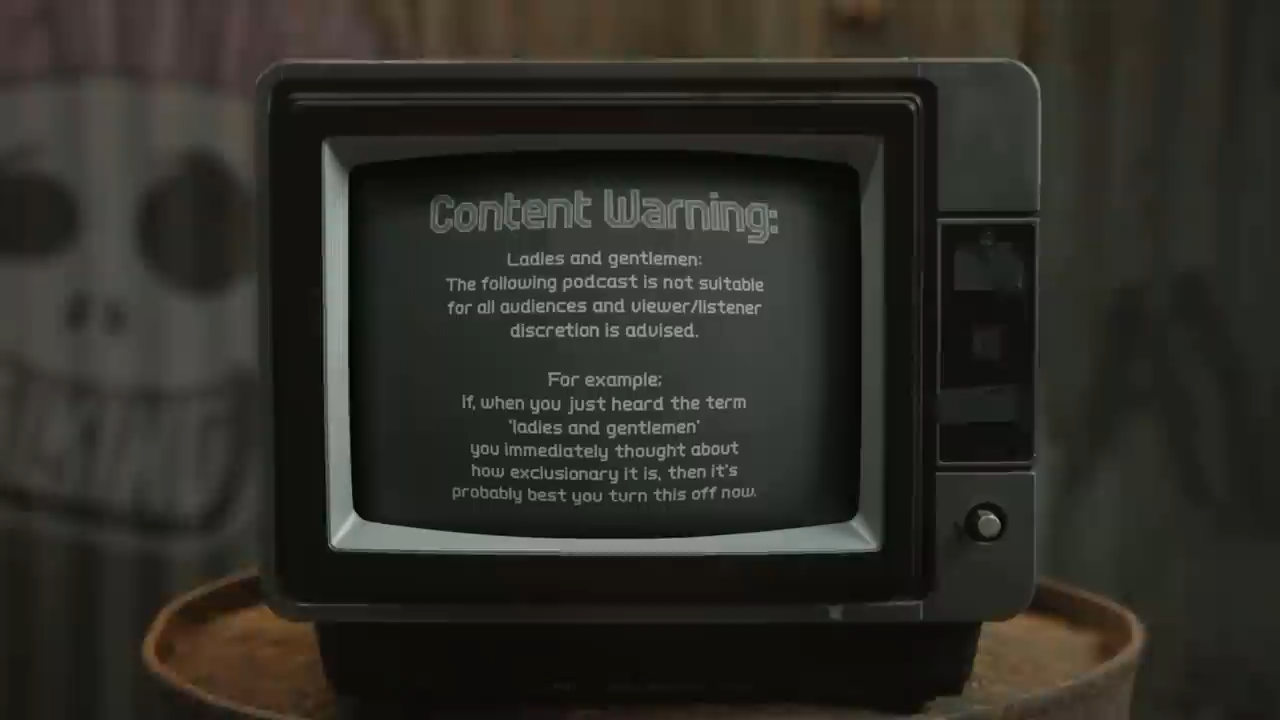 Content Warning:
Ladies and gentlemen:
The following podcast is not suitable
for all audiences and viewer/listener
discretion is advised.
For example:
If, when you just heard the term
'ladies and gentlemen'
you immediately thought about
how exclusionary it is, then it's
probably best you turn this off now.